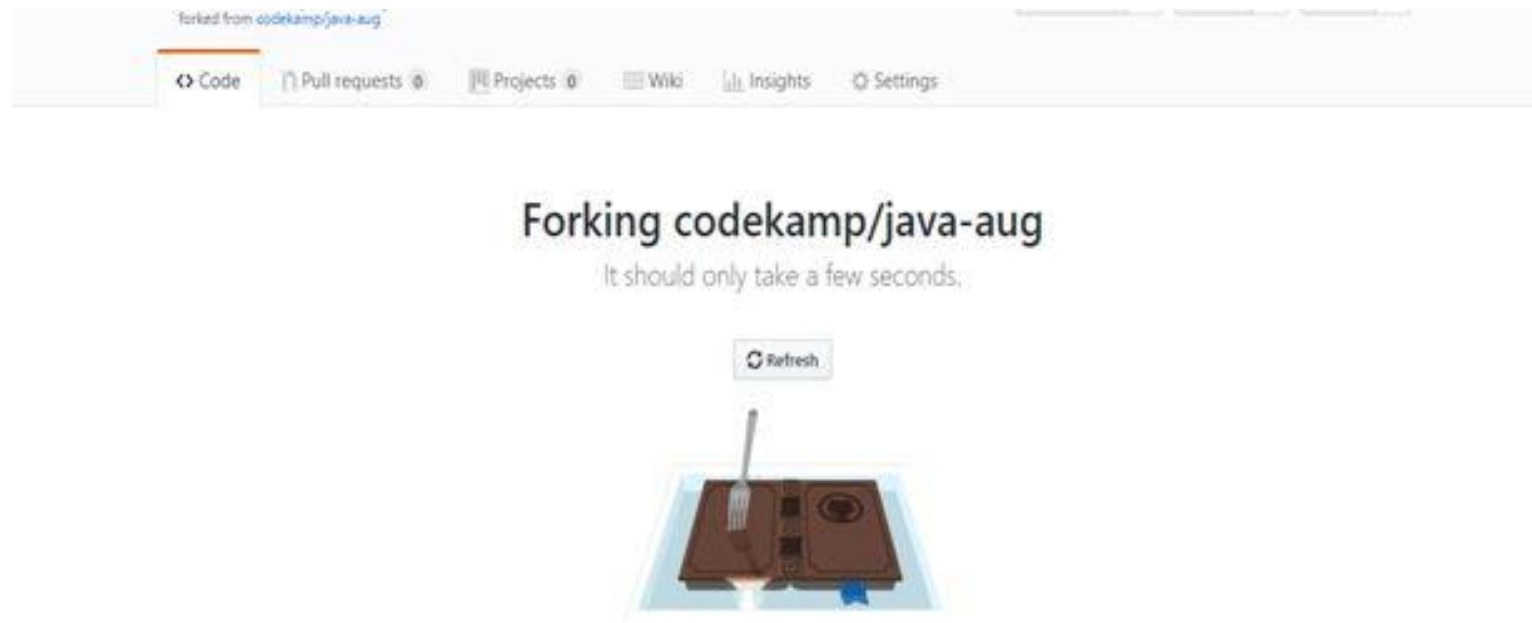 forked from codekamp/java-aug
Code Pull requests 0 Projects 0 Wiki Insights Settings
Forking codekamp/java-aug
It should only take a few seconds.
Refresh